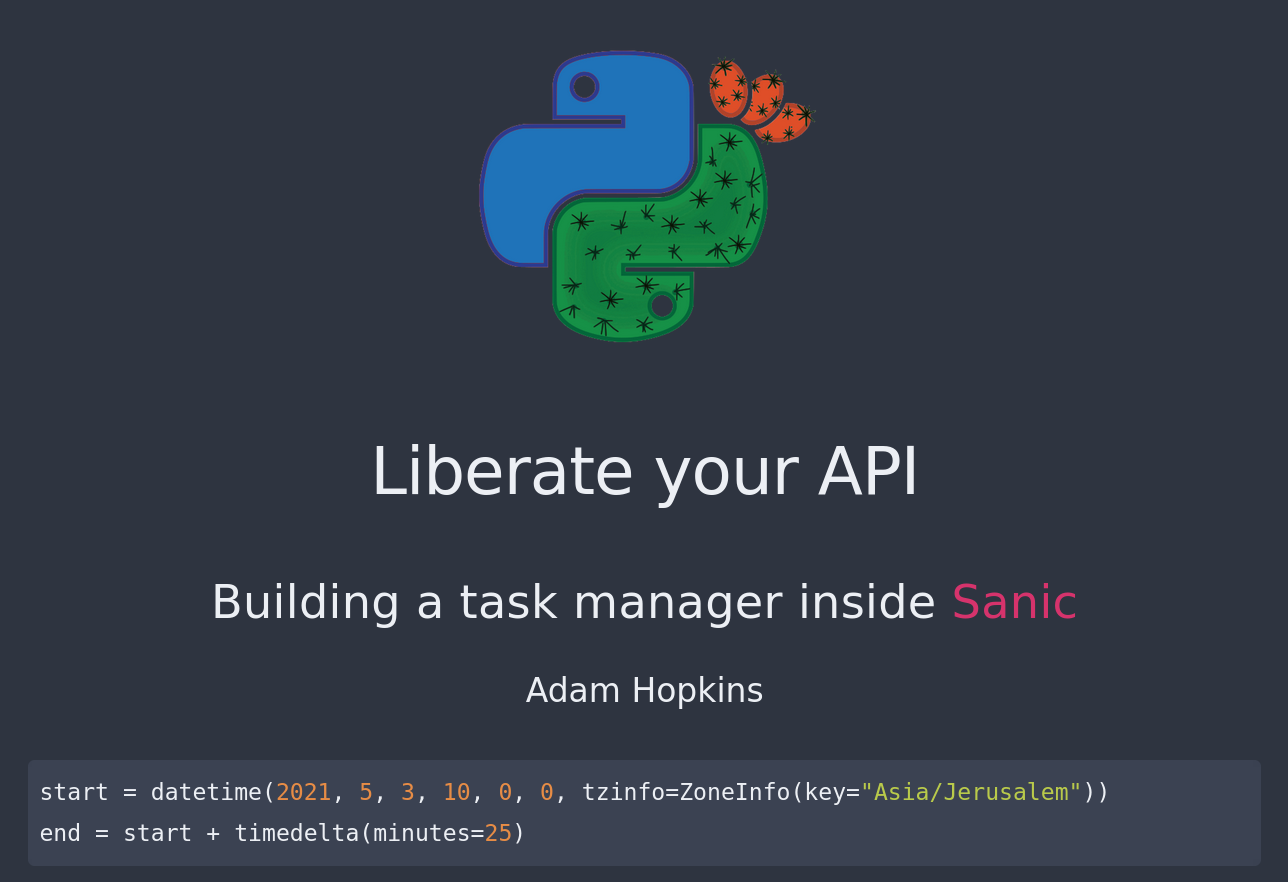 Liberate your API
Building a task manager inside Sanic
Adam Hopkins
start = datetime(2021, 5, 3, 10, 0, 0, tzinfo=ZoneInfo(key="Asia/Jerusalem"))
end = start + timedelta(minutes=25)